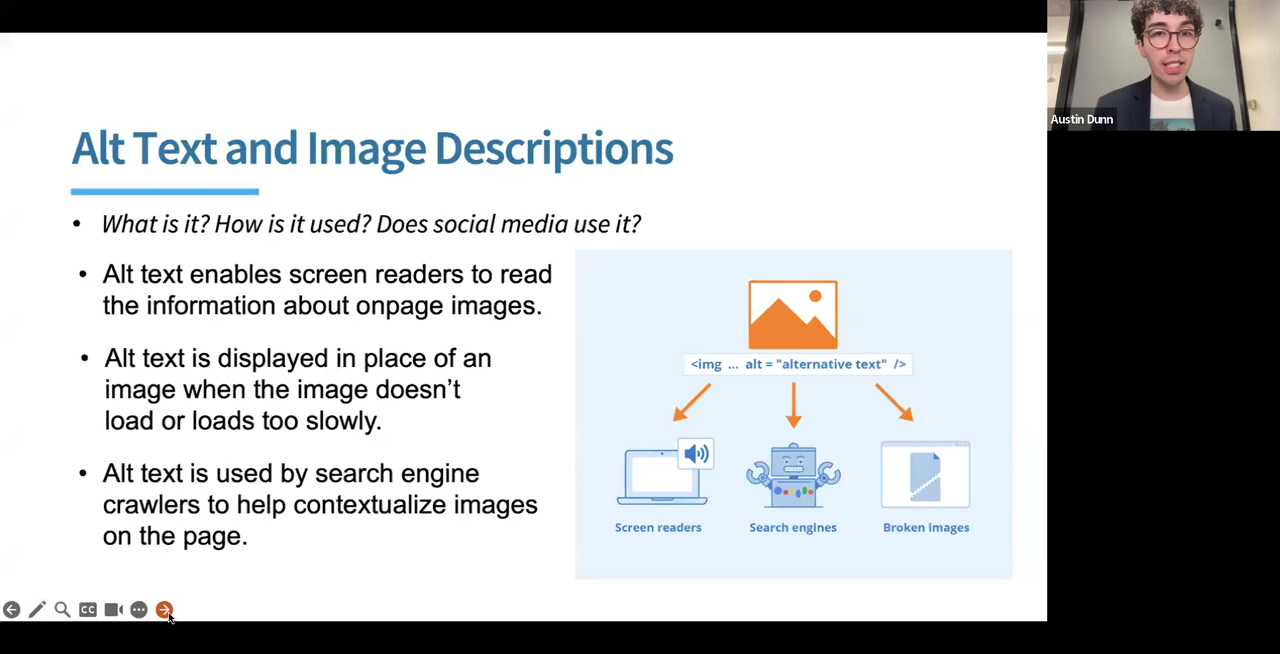 Alt Text and Image Descriptions
• What is it? How is it used? Does social media use it?
• Alt text enables screen readers to read
the information about onpage images.
• Alt text is displayed in place of an
image when the image doesn’t
load or loads too slowly.
• Alt text is used by search engine
crawlers to help contextualize images
on the page.
<img ... alt = "alternative text" />
Screen readers
Search engines
Broken images
CC
Austin Dunn